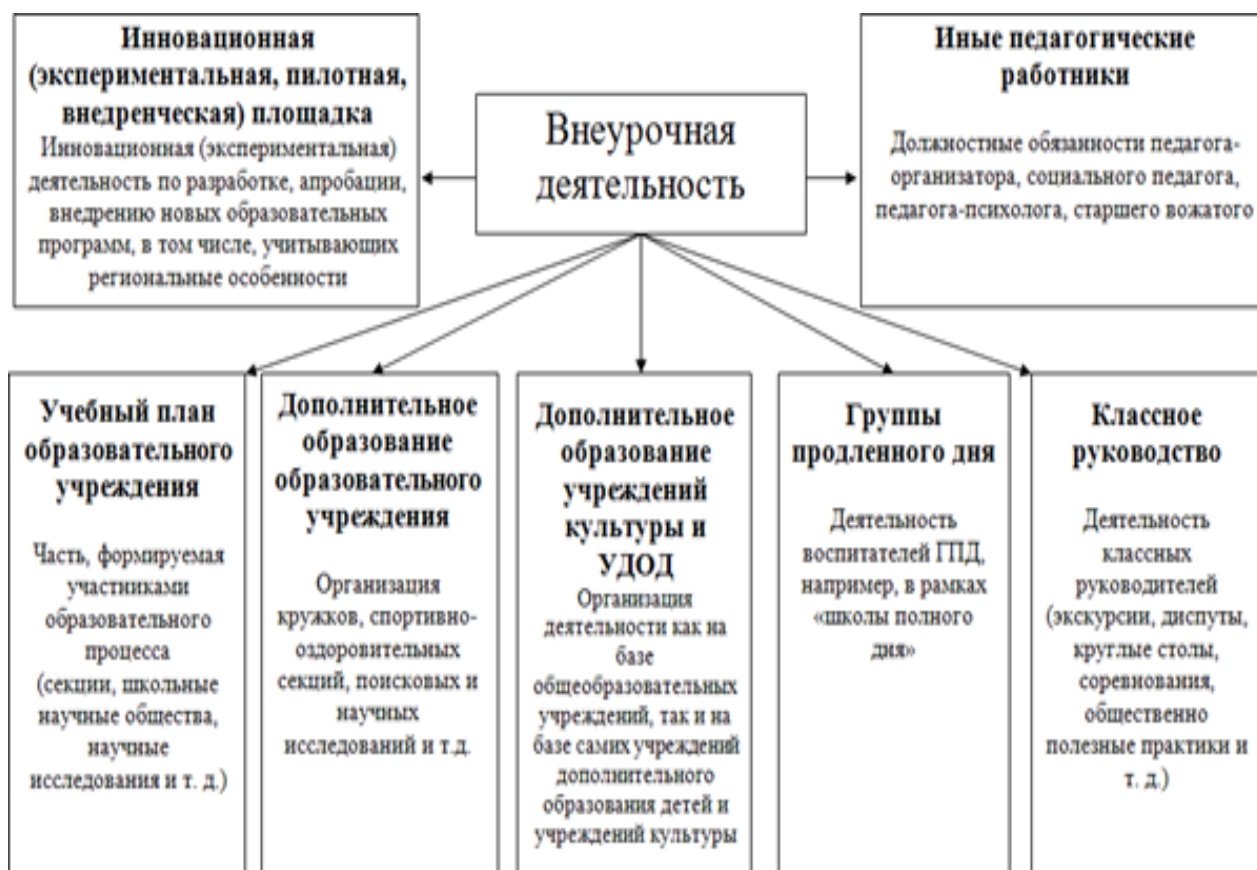 Инновационная
(экспериментальная, пилотная,
внедренческая) площадка
Инновационная (экспериментальная)
деятельность по разработке, апробации,
внедрению новых образовательных
программ, в том числе, учитывающих
региональные особенности
Внеурочная
деятельность
Иные педагогические
работники
Должностные обязанности педагога-
организатора, социального педагога,
педагога-психолога, старшего вожатого
Учебный план
образовательного
учреждения
Часть, формируемая
участниками
образовательного
процесса
(секции, школьные
научные общества,
научные
исследования и т. д.)
Дополнительное
образование
образовательного
учреждения
Организация
кружков, спортивно-
оздоровительных
секций, поисковых и
научных
исследований и т.д.
Дополнительное
образование
учреждений
культуры и
УДОД
Организация
деятельности как на
базе
общеобразовательных
учреждений, так и на
базе самих учреждений
дополнительного
образования детей и
учреждений культуры
Группы
продленного дня
Деятельность
воспитателей ГПД,
например, в рамках
«школы полного
дня»
Классное
руководство
Деятельность
классных
руководителей
(экскурсии, диспуты,
круглые столы,
соревнования,
общественно
полезные практики и
т. д.)